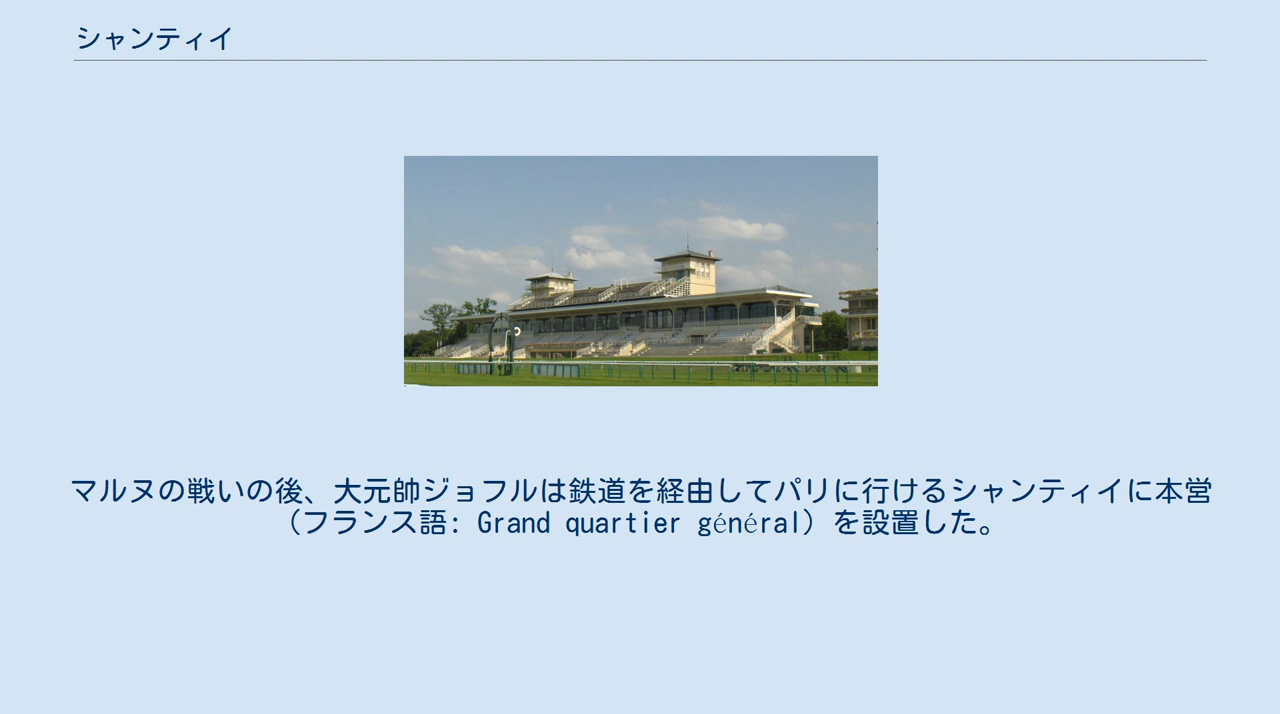 シャンティイ
マルヌの戦いの後、大元帥ジョフルは鉄道を経由してパリに行けるシャンティイに本営
（フランス語: Grand quartier général）を設置した。